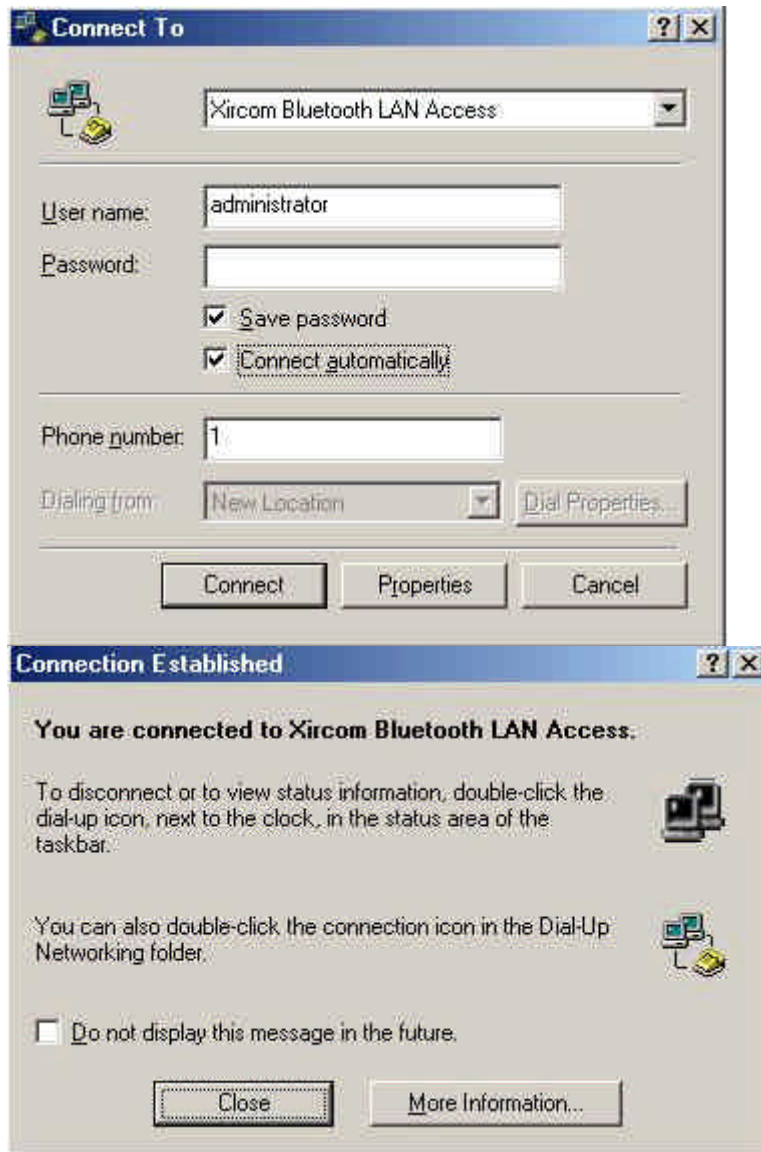 Connect To
Xircom Bluetooth LAN Access
User name:
administrator
Password:
Save password
Connect automatically
Phone number:
1
Dialing from:
New Location
Dial Properties...
Connect
Properties
Cancel
Connection Established
You are connected to Xircom Bluetooth LAN Access.
To disconnect or to view status information, double-click the
dial-up icon, next to the clock, in the status area of the
taskbar.
You can also double-click the connection icon in the Dial-Up
Networking folder.
Do not display this message in the future.
Close
More Information...